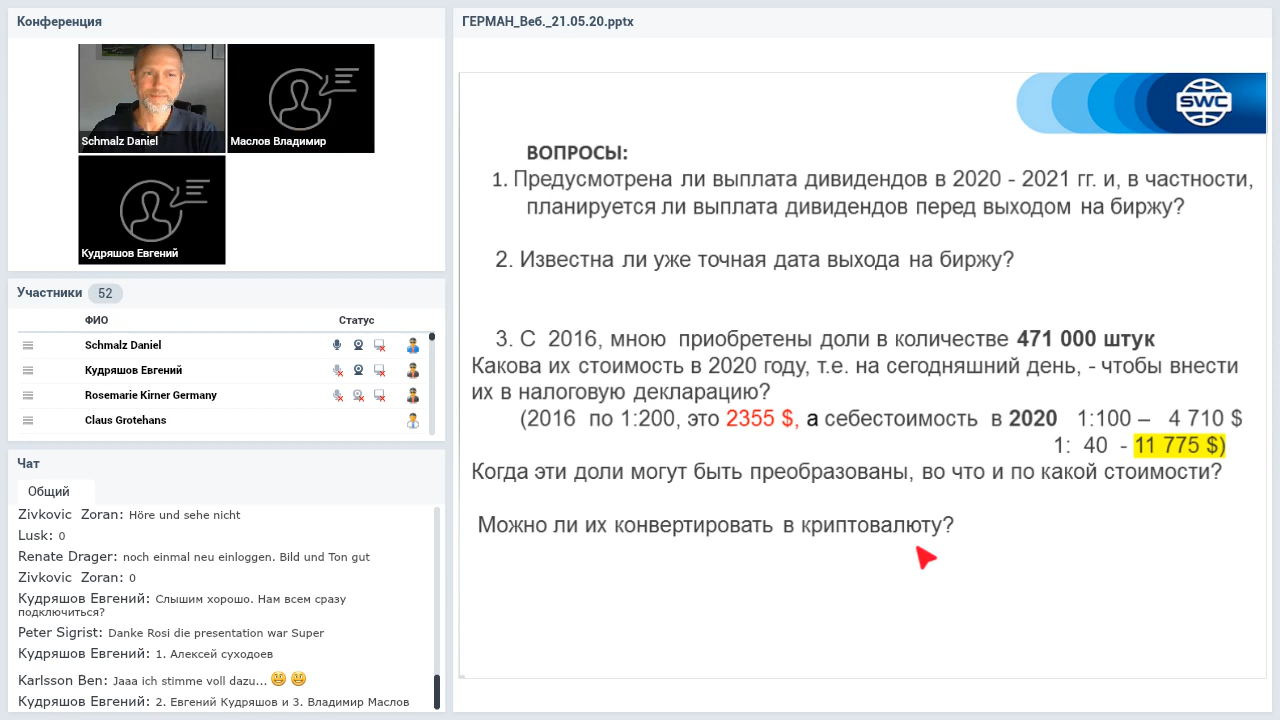 Конференция
Schmalz Daniel
Маслов Владимир
Кудряшов Евгений
Участники 52
ФИО Статус
Schmalz Daniel
Кудряшов Евгений
Rosemarie Kirner Germany
Claus Grotehans
Чат
Общий
Zivkovic Zoran: Höre und sehe nicht
Lusk: 0
Renate Drager: noch einmal neu einloggen. Bild und Ton gut
Zivkovic Zoran: 0
Кудряшов Евгений: Слышим хорошо. Нам всем сразу
подключиться?
Peter Sigrist: Danke Rosi die presentation war Super
Кудряшов Евгений: 1. Алексей суходоев
Karlsson Ben: Jaaa ich stimme voll dazu...
Кудряшов Евгений: 2. Евгений Кудряшов и 3. Владимир Маслов
ГЕРМАН_Веб._21.05.20.pptx
SWC
ВОПРОСЫ:
1. Предусмотрена ли выплата дивидендов в 2020 - 2021 гг. и, в частности,
планируется ли выплата дивидендов перед выходом на биржу?
2. Известна ли уже точная дата выхода на биржу?
3. С 2016, мною приобретены доли в количестве 471 000 штук
Какова их стоимость в 2020 году, т.е. на сегодняшний день, - чтобы внести
их в налоговую декларацию?
(2016 по 1:200, это 2355 $, а себестоимость в 2020 1:100 – 4 710 $
1: 40 - 11 775 $)
Когда эти доли могут быть преобразованы, во что и по какой стоимости?
Можно ли их конвертировать в криптовалюту?